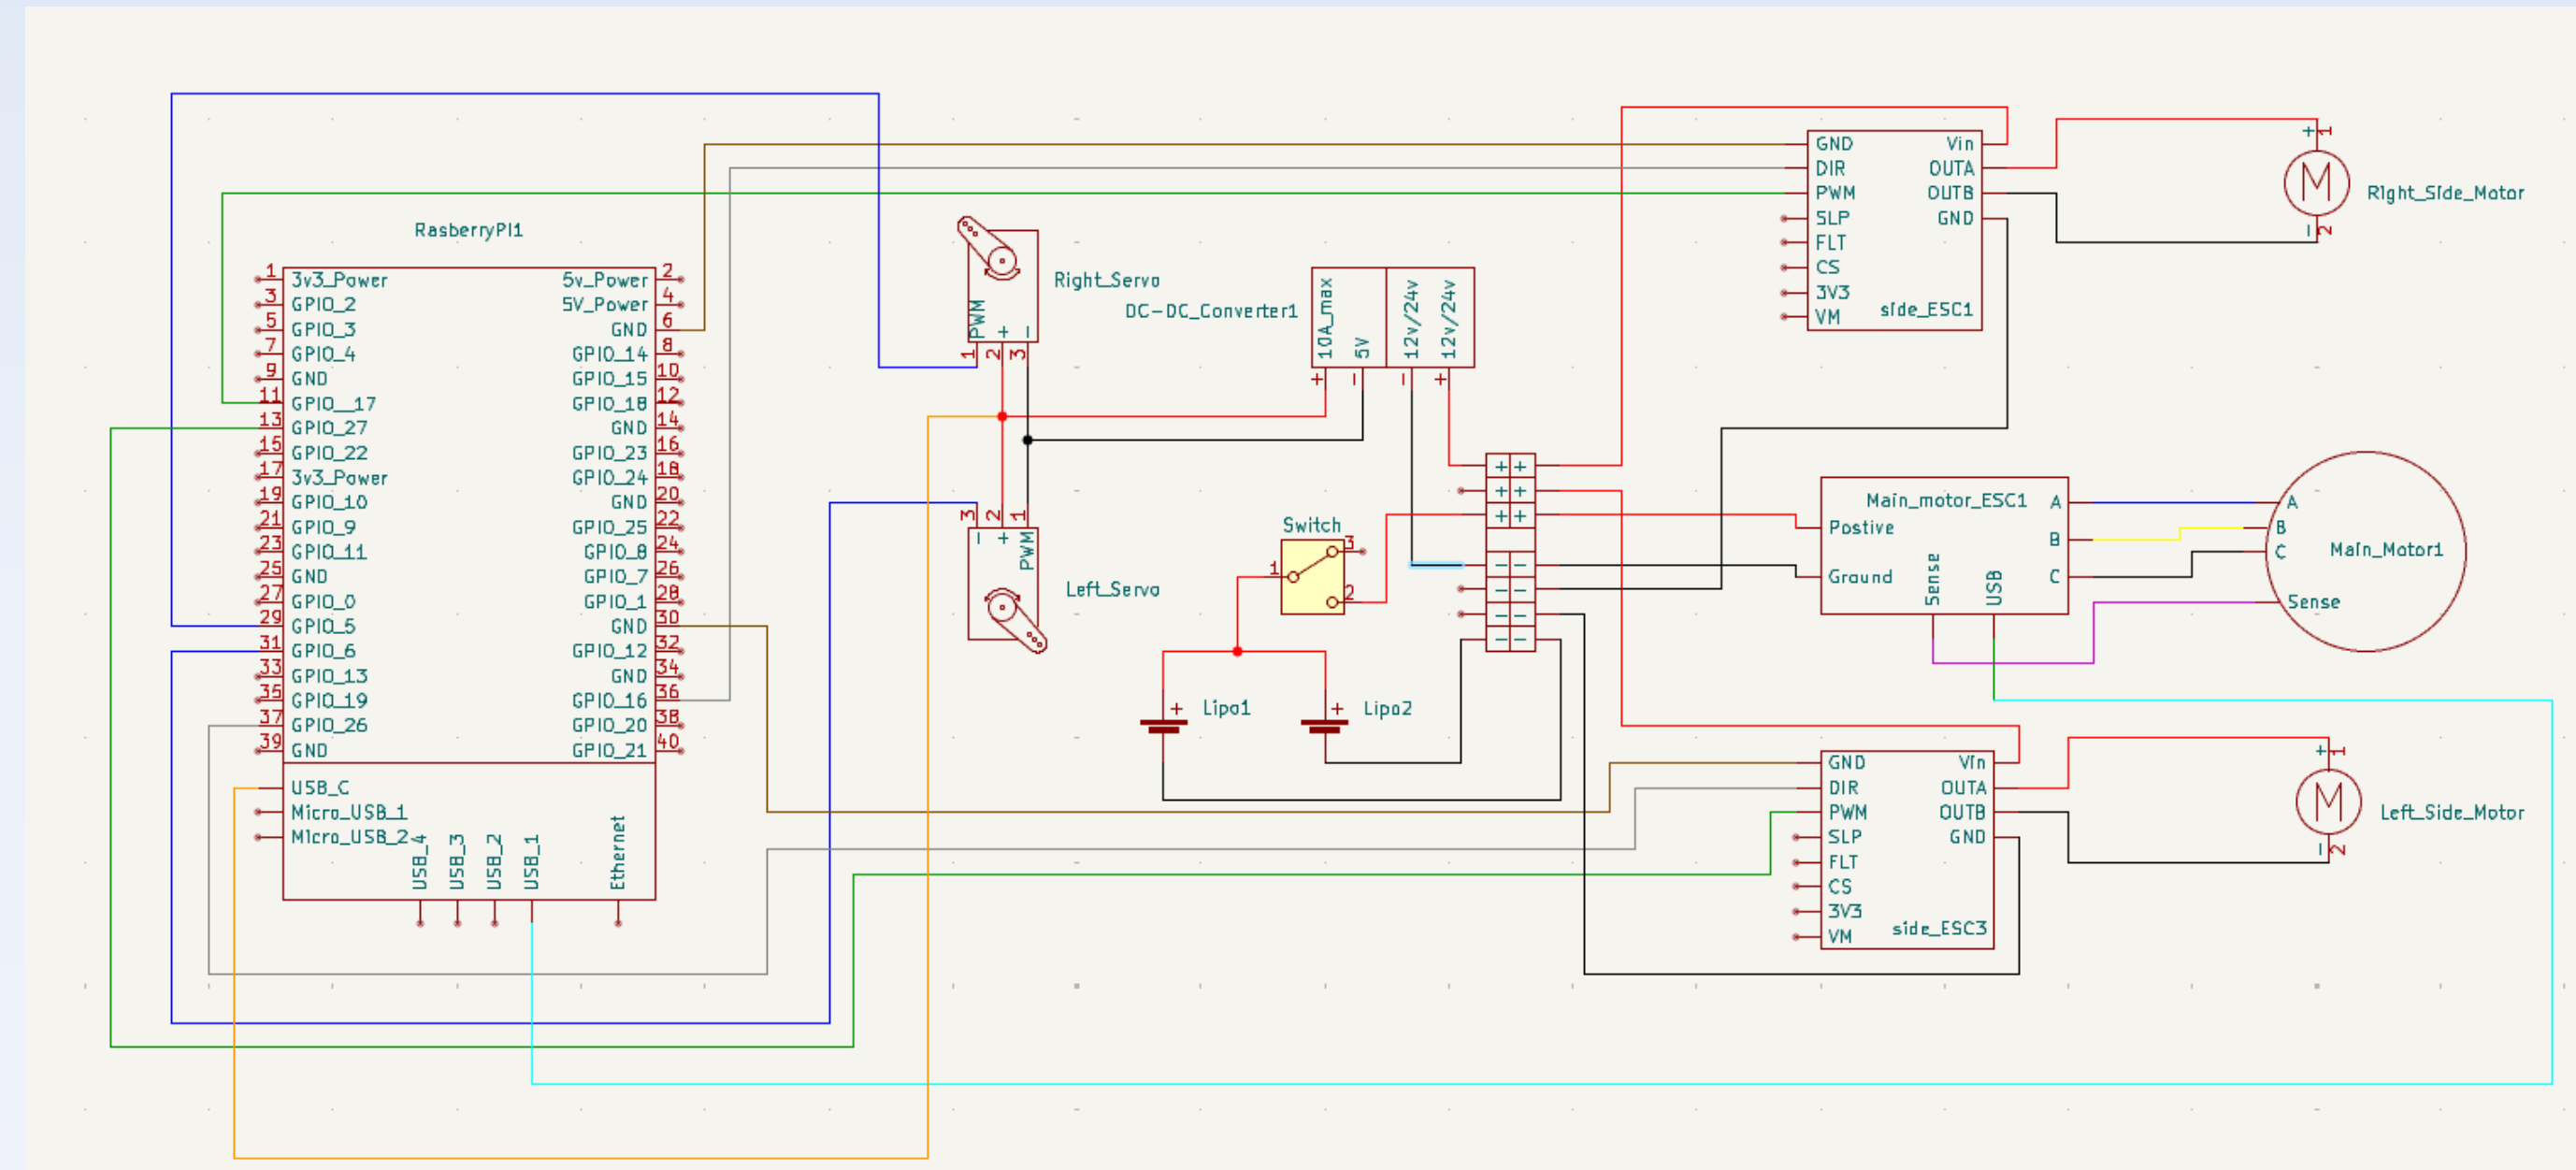 RasberryPI1
1 3v3_Power 5v_Power 2
3 GPIO_2 5V_Power 4
5 GPIO_3 GND 6
7 GPIO_4 GPIO_14 8
9 GND GPIO_15 10
11 GPIO__17 GPIO_18 12
13 GPIO_27 GND 14
15 GPIO_22 GPIO_23 16
17 3v3_Power GPIO_24 18
19 GPIO_10 GND 20
21 GPIO_9 GPIO_25 22
23 GPIO_11 GPIO_8 24
25 GND GPIO_7 26
27 GPIO_0 GPIO_1 28
29 GPIO_5 GND 30
31 GPIO_6 GPIO_12 32
33 GPIO_13 GND 34
35 GPIO_19 GPIO_16 36
37 GPIO_26 GPIO_20 38
39 GND GPIO_21 40
USB_C
Micro_USB_1
Micro_USB_2
USB_4
USB_3
USB_2
USB_1
Ethernet
Right_Servo
PWM + −
1 2 3
3 2 1
− + PWM
Left_Servo
DC-DC_Converter1
10A_max
5V
12v/24v
12v/24v
+ − − +
Switch
1
3
2
+ Lipo1
+ Lipo2
+ +
+ +
+ +
− −
− −
− −
− −
GND Vin
DIR OUTA
PWM OUTB
SLP GND
FLT
CS
3V3
VM
side_ESC1
+ 1
M
Right_Side_Motor
− 2
Main_motor_ESC1
Postive
Ground
Sense
USB
A
B
C
A
B
C
Sense
Main_Motor1
GND Vin
DIR OUTA
PWM OUTB
SLP GND
FLT
CS
3V3
VM
side_ESC3
+ 1
M
Left_Side_Motor
− 2